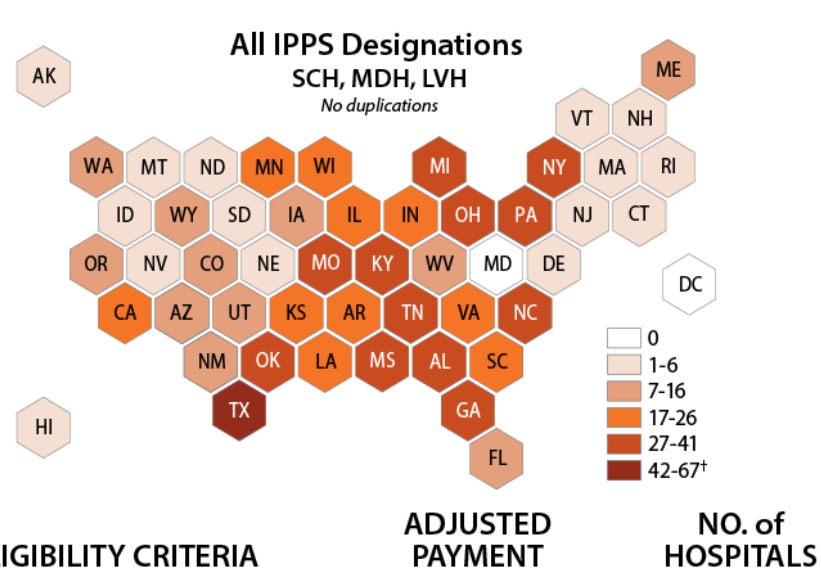 All IPPS Designations
SCH, MDH, LVH
No duplications
AK
ME
VT NH
WA MT ND MN WI MI NY MA RI
ID WY SD IA IL IN OH PA NJ CT
OR NV CO NE MO KY WV MD DE
DC
CA AZ UT KS AR TN VA NC
NM OK LA MS AL SC
TX GA
HI
FL
0
1-6
7-16
17-26
27-41
42-67†
ADJUSTED
PAYMENT
NO. of
HOSPITALS
IGIBILITY CRITERIA